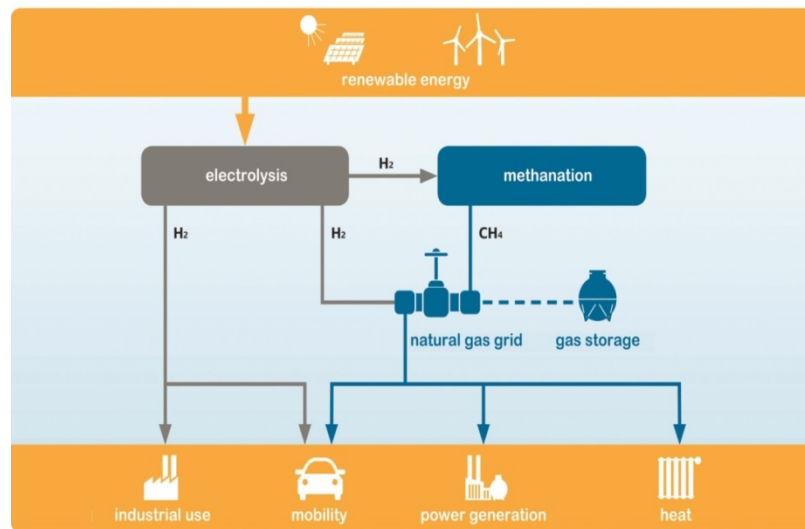 renewable energy
electrolysis
H₂
methanation
H₂
H₂
CH₄
natural gas grid
gas storage
industrial use
mobility
power generation
heat